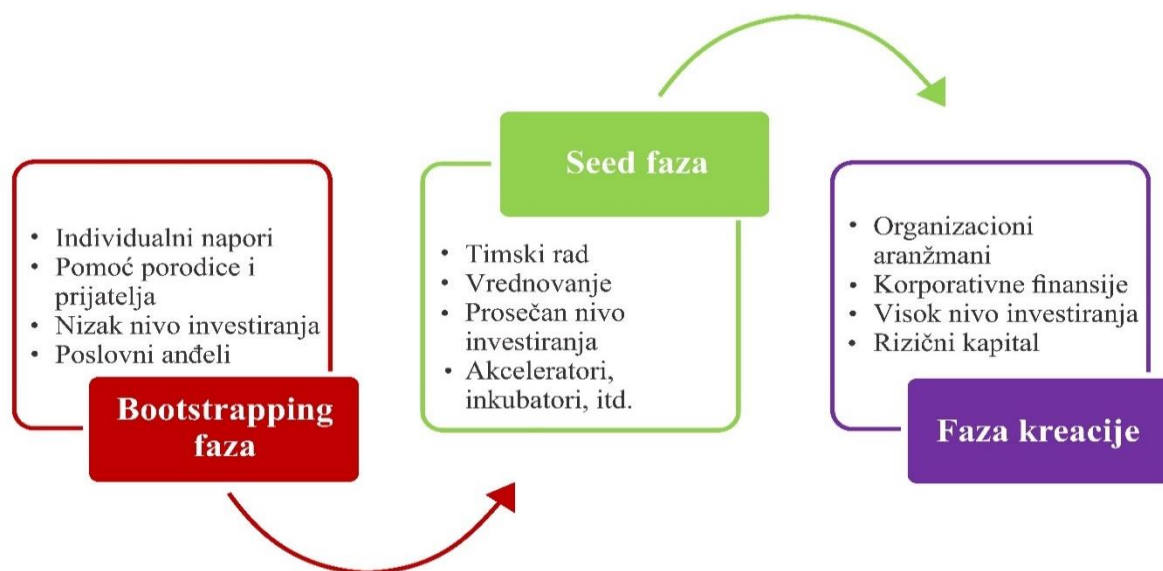 • Individualni napori
• Pomoć porodice i
prijatelja
• Nizak nivo investiranja
• Poslovni anđeli
Bootstrapping
faza
Seed faza
• Timski rad
• Vrednovanje
• Prosečan nivo
investiranja
• Akceleratori,
inkubatori, itd.
• Organizacioni
aranžmani
• Korporativne finansije
• Visok nivo investiranja
• Rizični kapital
Faza kreacije